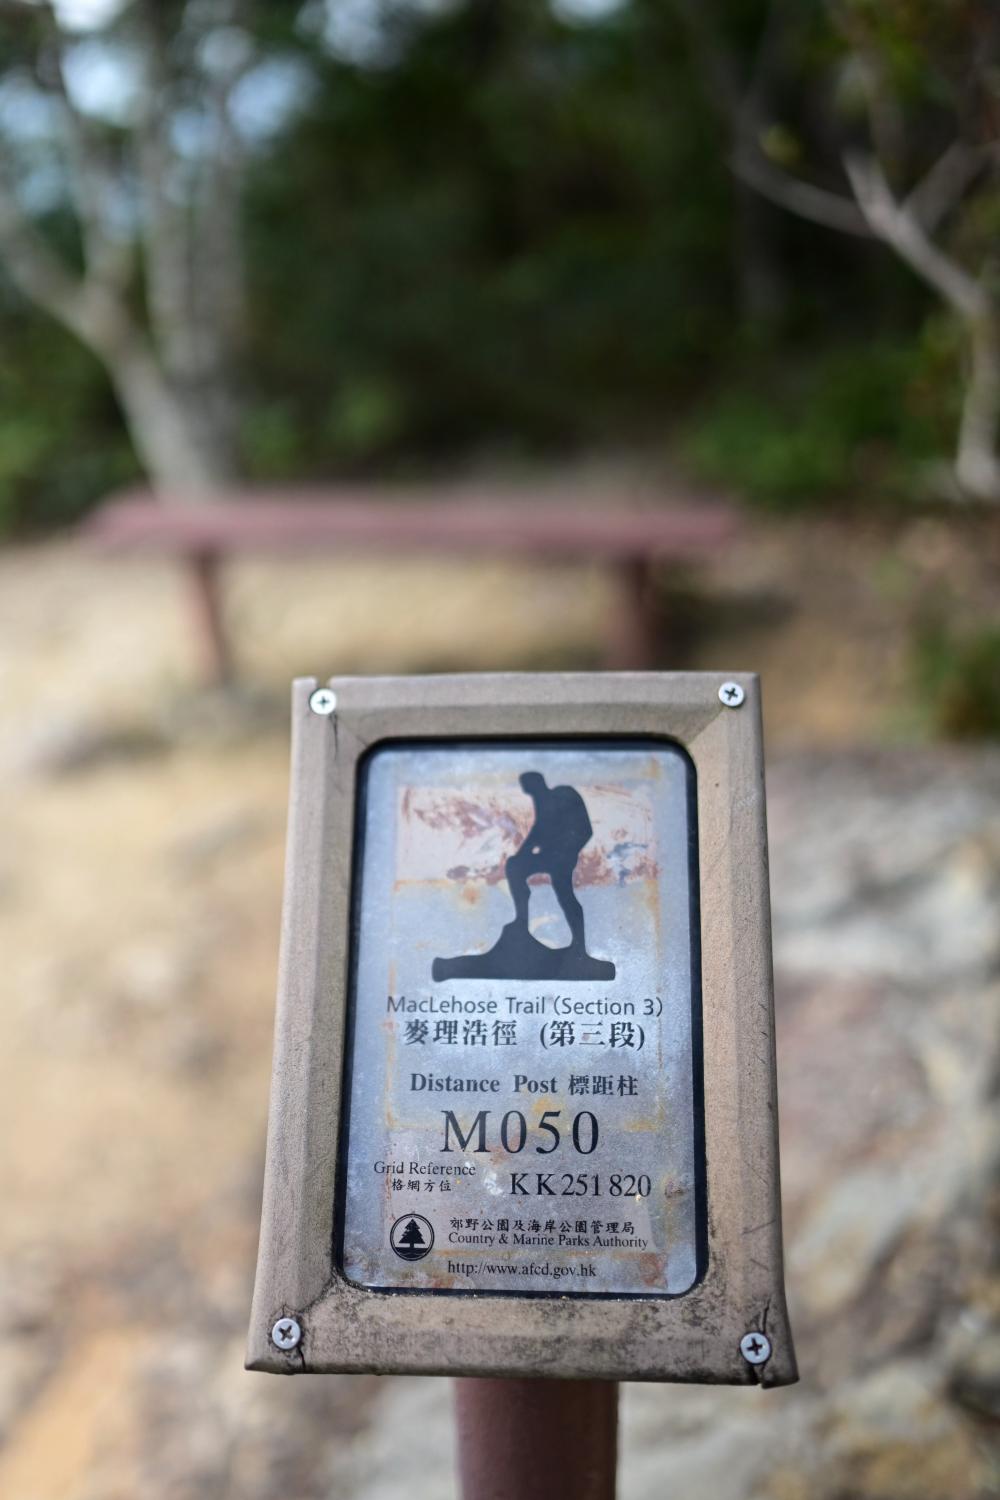 MacLehose Trail (Section 3)
麥理浩徑 (第三段)
Distance Post 標距柱
M050
Grid Reference
格網方位
KK251 820
郊野公園及海岸公園管理局
Country & Marine Parks Authority
http://www.afcd.gov.hk